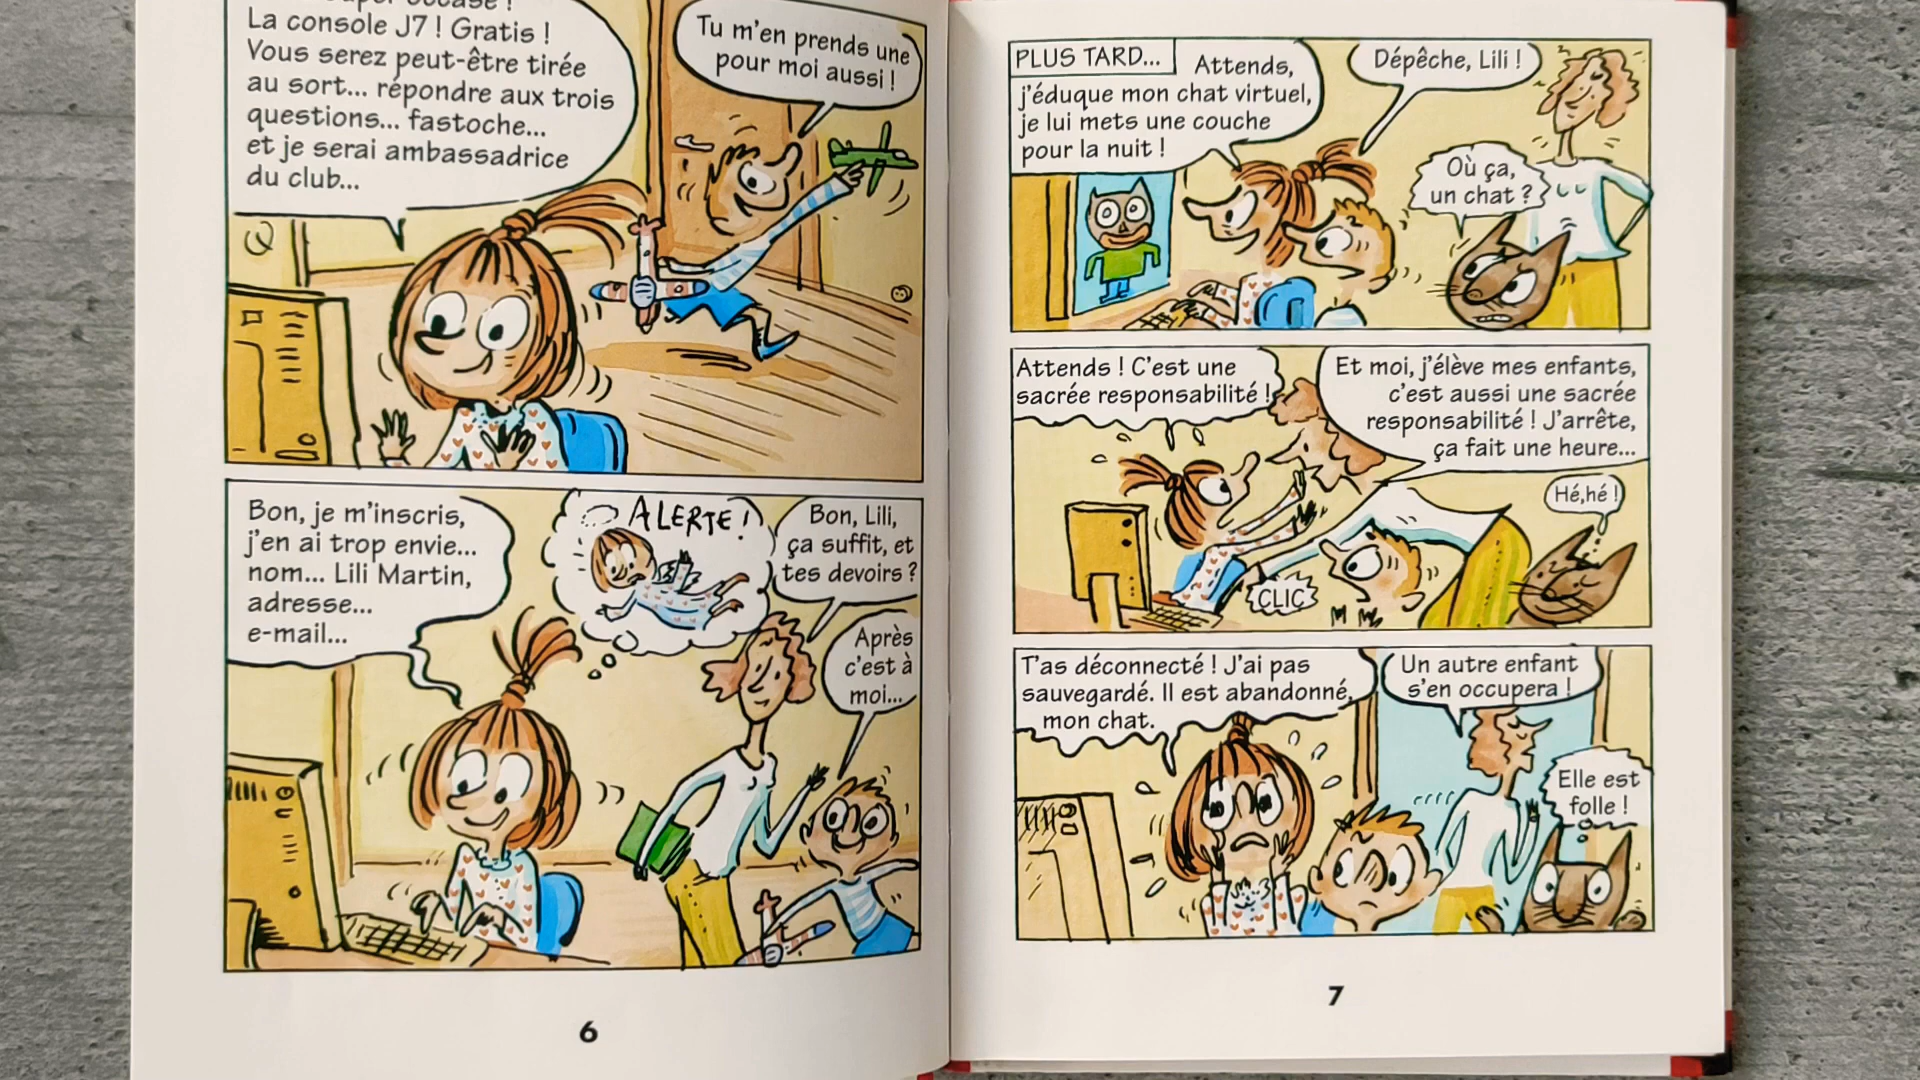 super occase !
La console J7 ! Gratis !
Vous serez peut-être tirée
au sort... répondre aux trois
questions... fastoche...
et je serai ambassadrice
du club...
Tu m'en prends une
pour moi aussi !
Bon, je m'inscris,
j'en ai trop envie...
nom... Lili Martin,
adresse...
e-mail...
ALERTE !
Bon, Lili,
ça suffit, et
tes devoirs ?
Après
c'est à
moi...
6
PLUS TARD...
Attends,
j'éduque mon chat virtuel,
je lui mets une couche
pour la nuit !
Dépêche, Lili !
Où ça,
un chat ?
Attends ! C'est une
sacrée responsabilité !
Et moi, j'élève mes enfants,
c'est aussi une sacrée
responsabilité ! J'arrête,
ça fait une heure...
Hé,hé !
CLIC
T'as déconnecté ! J'ai pas
sauvegardé. Il est abandonné,
mon chat.
Un autre enfant
s'en occupera !
Elle est
folle !
7